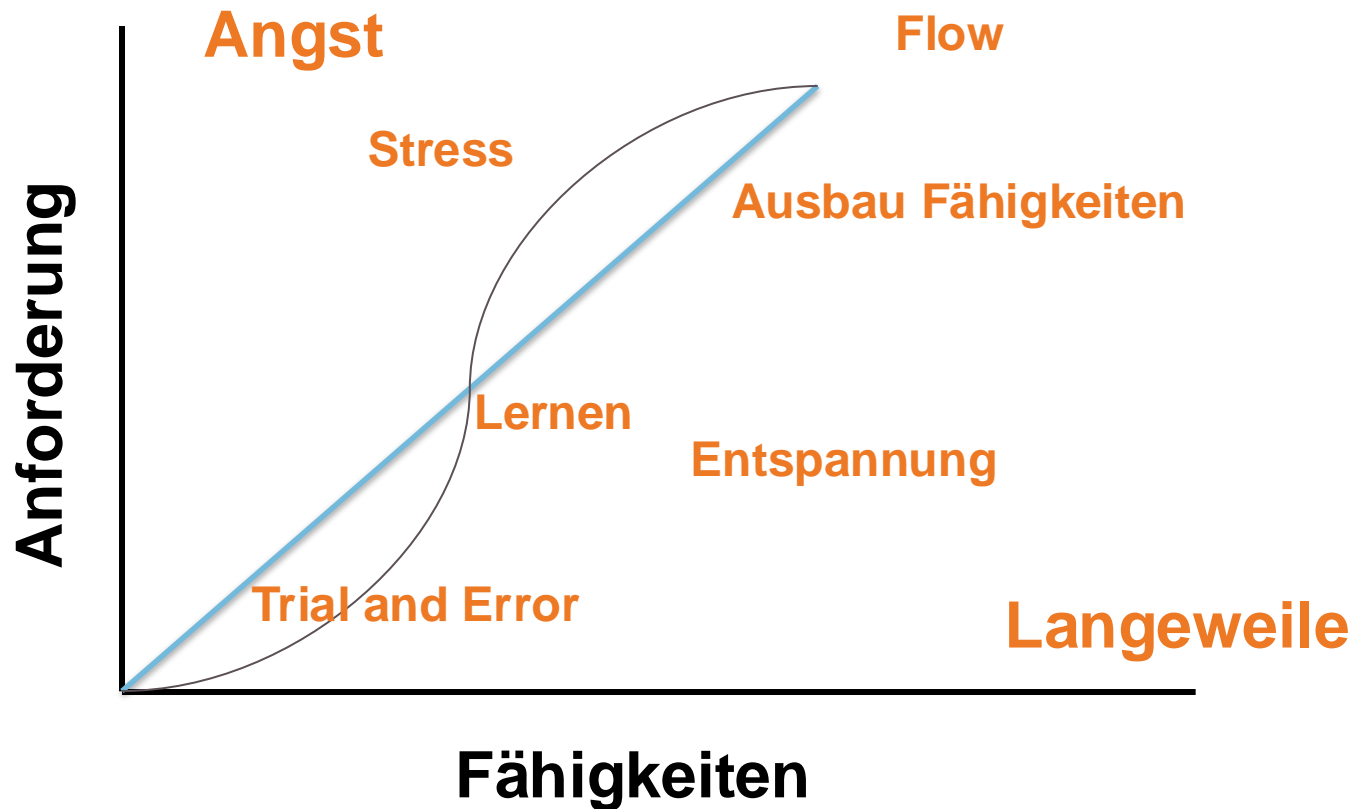 Angst
Flow
Stress
Ausbau Fähigkeiten
Anforderung
Lernen
Entspannung
Trial and Error
Langeweile
Fähigkeiten